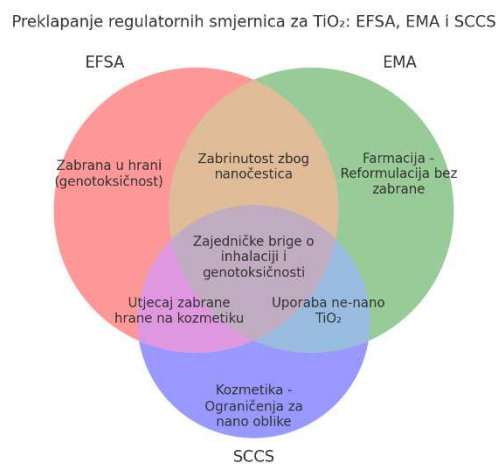 Preklapanje regulatornih smjernica za TiO₂: EFSA, EMA i SCCS
EFSA
EMA
Zabrana u hrani
(genotoksičnost)
Zabrinutost zbog
nanočestica
Farmacija -
Reformulacija bez
zabrane
Zajedničke brige o
inhalaciji i
genotoksičnosti
Utjecaj zabrane
hrane na kozmetiku
Uporaba ne-nano
TiO₂
Kozmetika -
Ograničenja za
nano oblike
SCCS